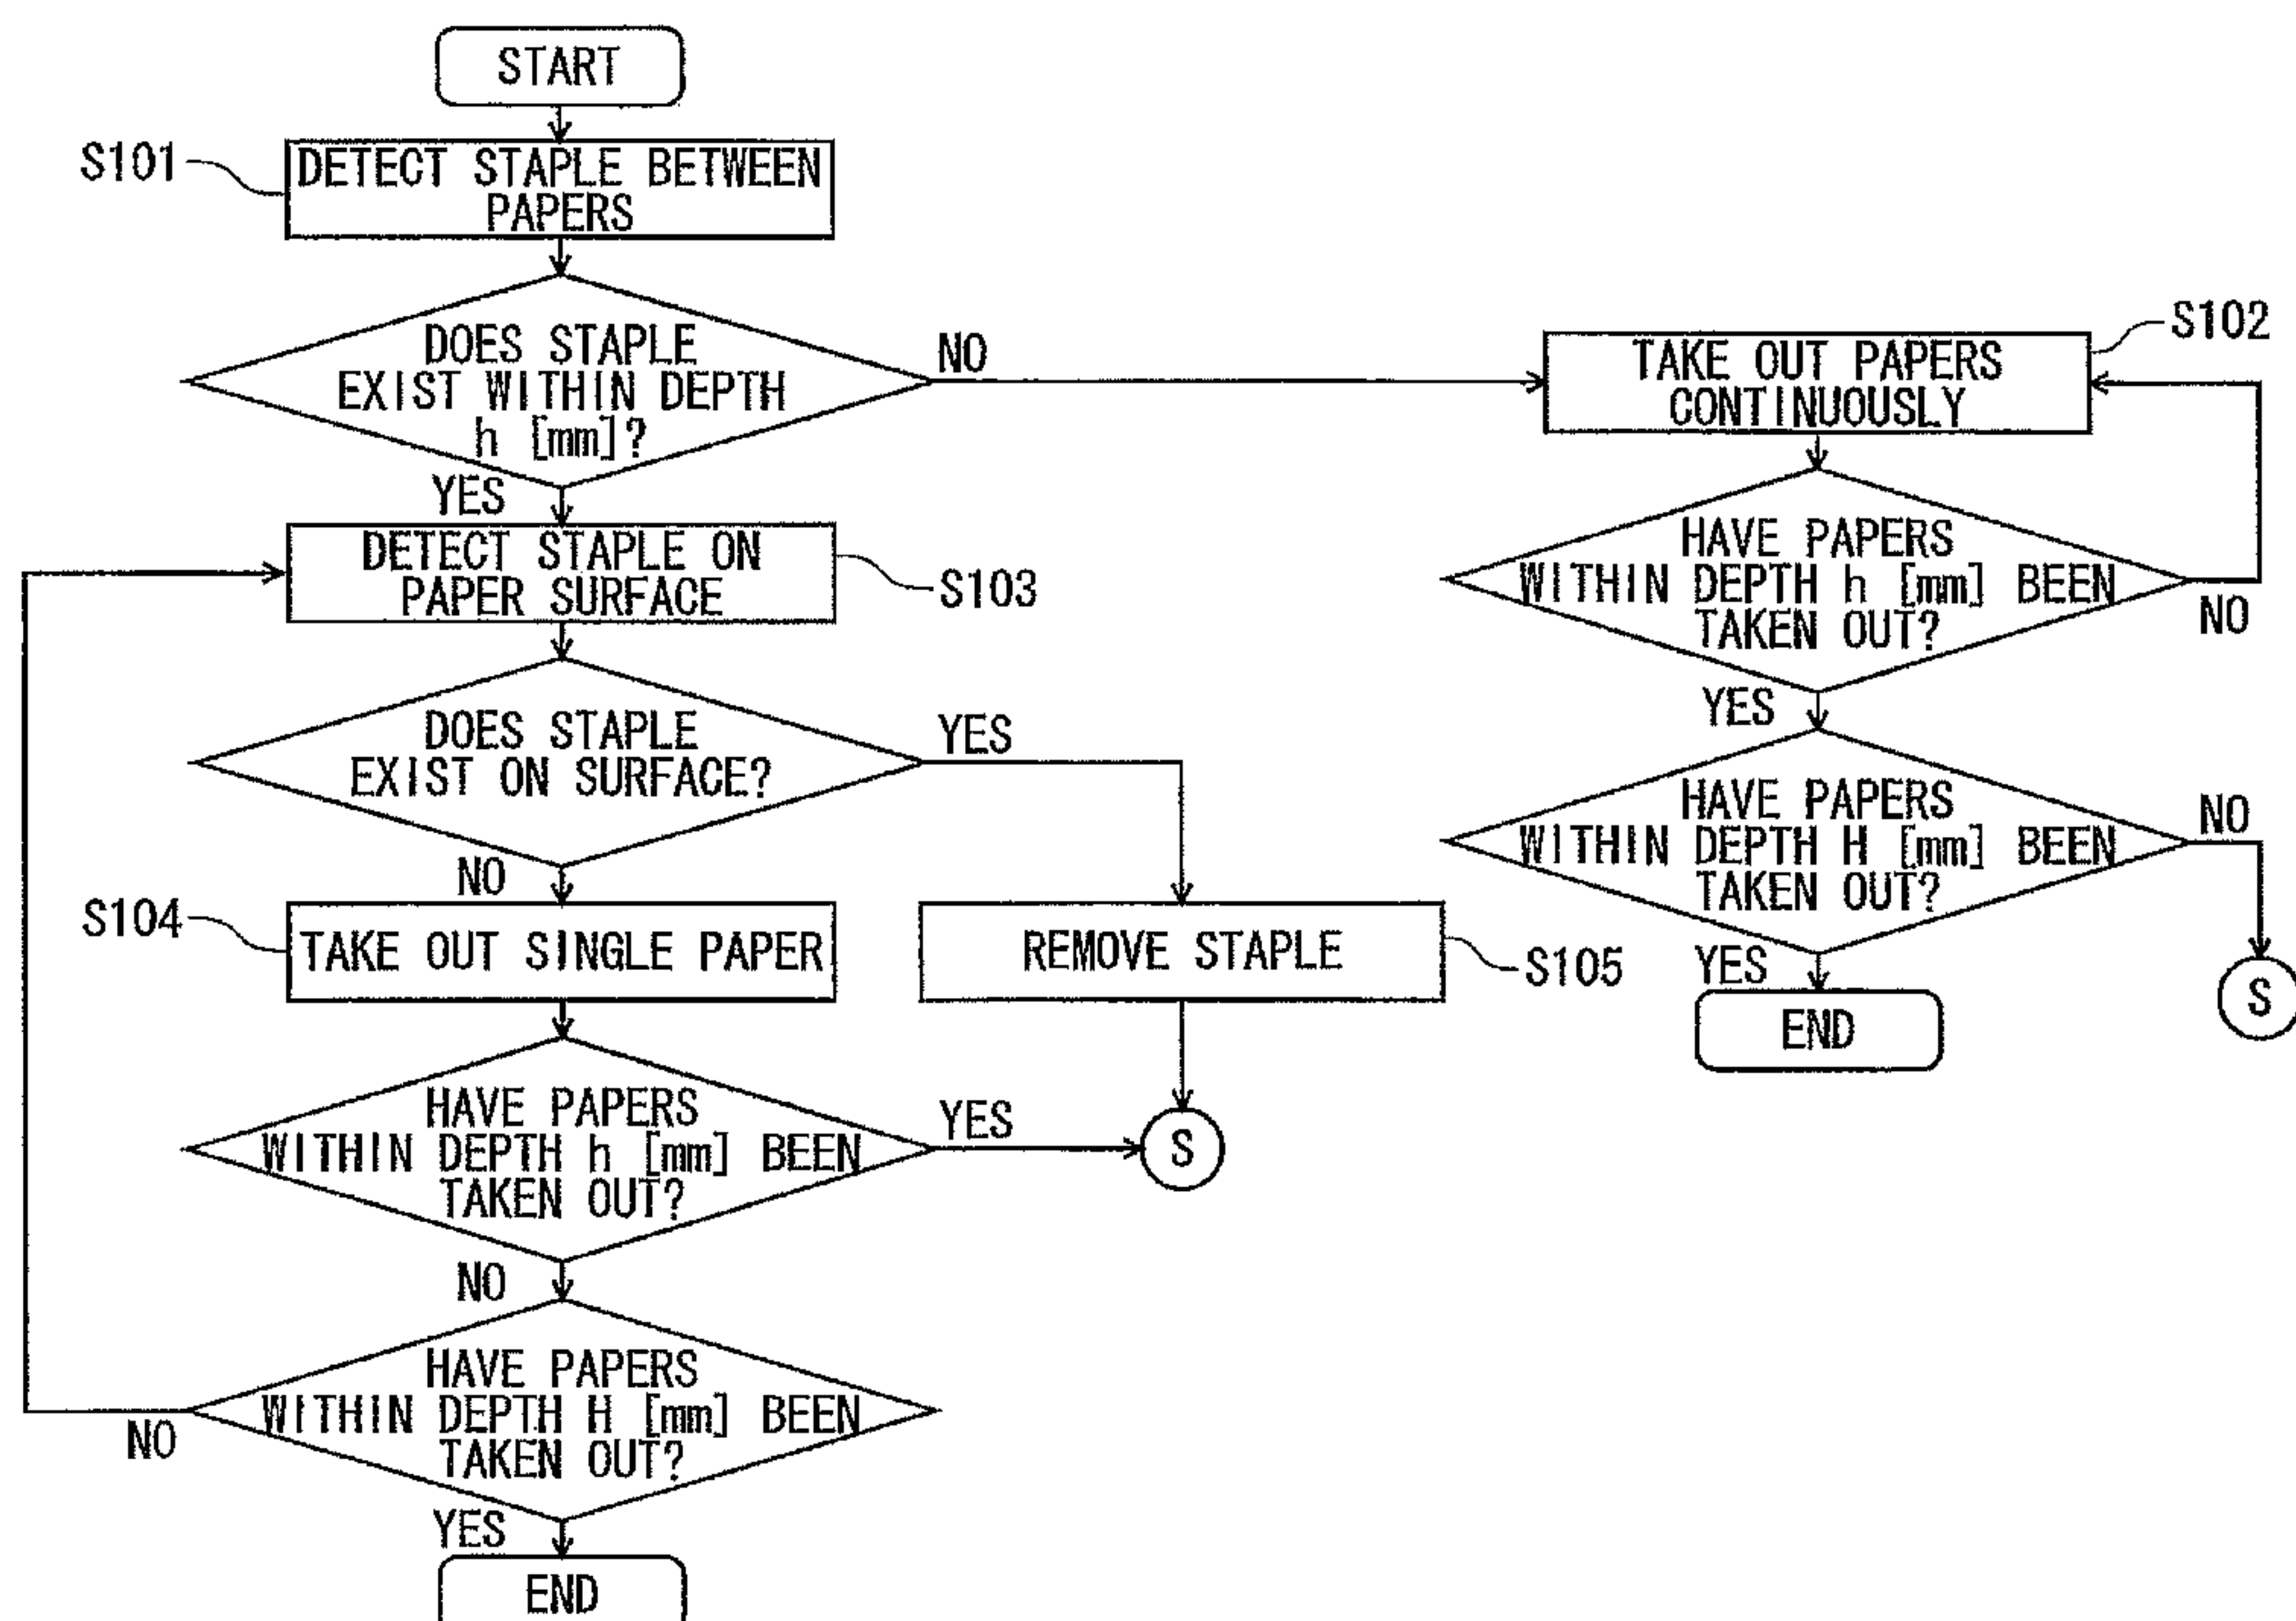 START
S101
DETECT STAPLE BETWEEN
PAPERS
DOES STAPLE
EXIST WITHIN DEPTH
h [mm]?
NO
YES
S102
TAKE OUT PAPERS
CONTINUOUSLY
HAVE PAPERS
WITHIN DEPTH h [mm] BEEN
TAKEN OUT?
NO
YES
HAVE PAPERS
WITHIN DEPTH H [mm] BEEN
TAKEN OUT?
NO
S
YES
END
DETECT STAPLE ON
PAPER SURFACE
S103
DOES STAPLE
EXIST ON SURFACE?
YES
NO
S104
TAKE OUT SINGLE PAPER
REMOVE STAPLE
S105
HAVE PAPERS
WITHIN DEPTH h [mm] BEEN
TAKEN OUT?
YES
S
NO
HAVE PAPERS
WITHIN DEPTH H [mm] BEEN
TAKEN OUT?
NO
YES
END